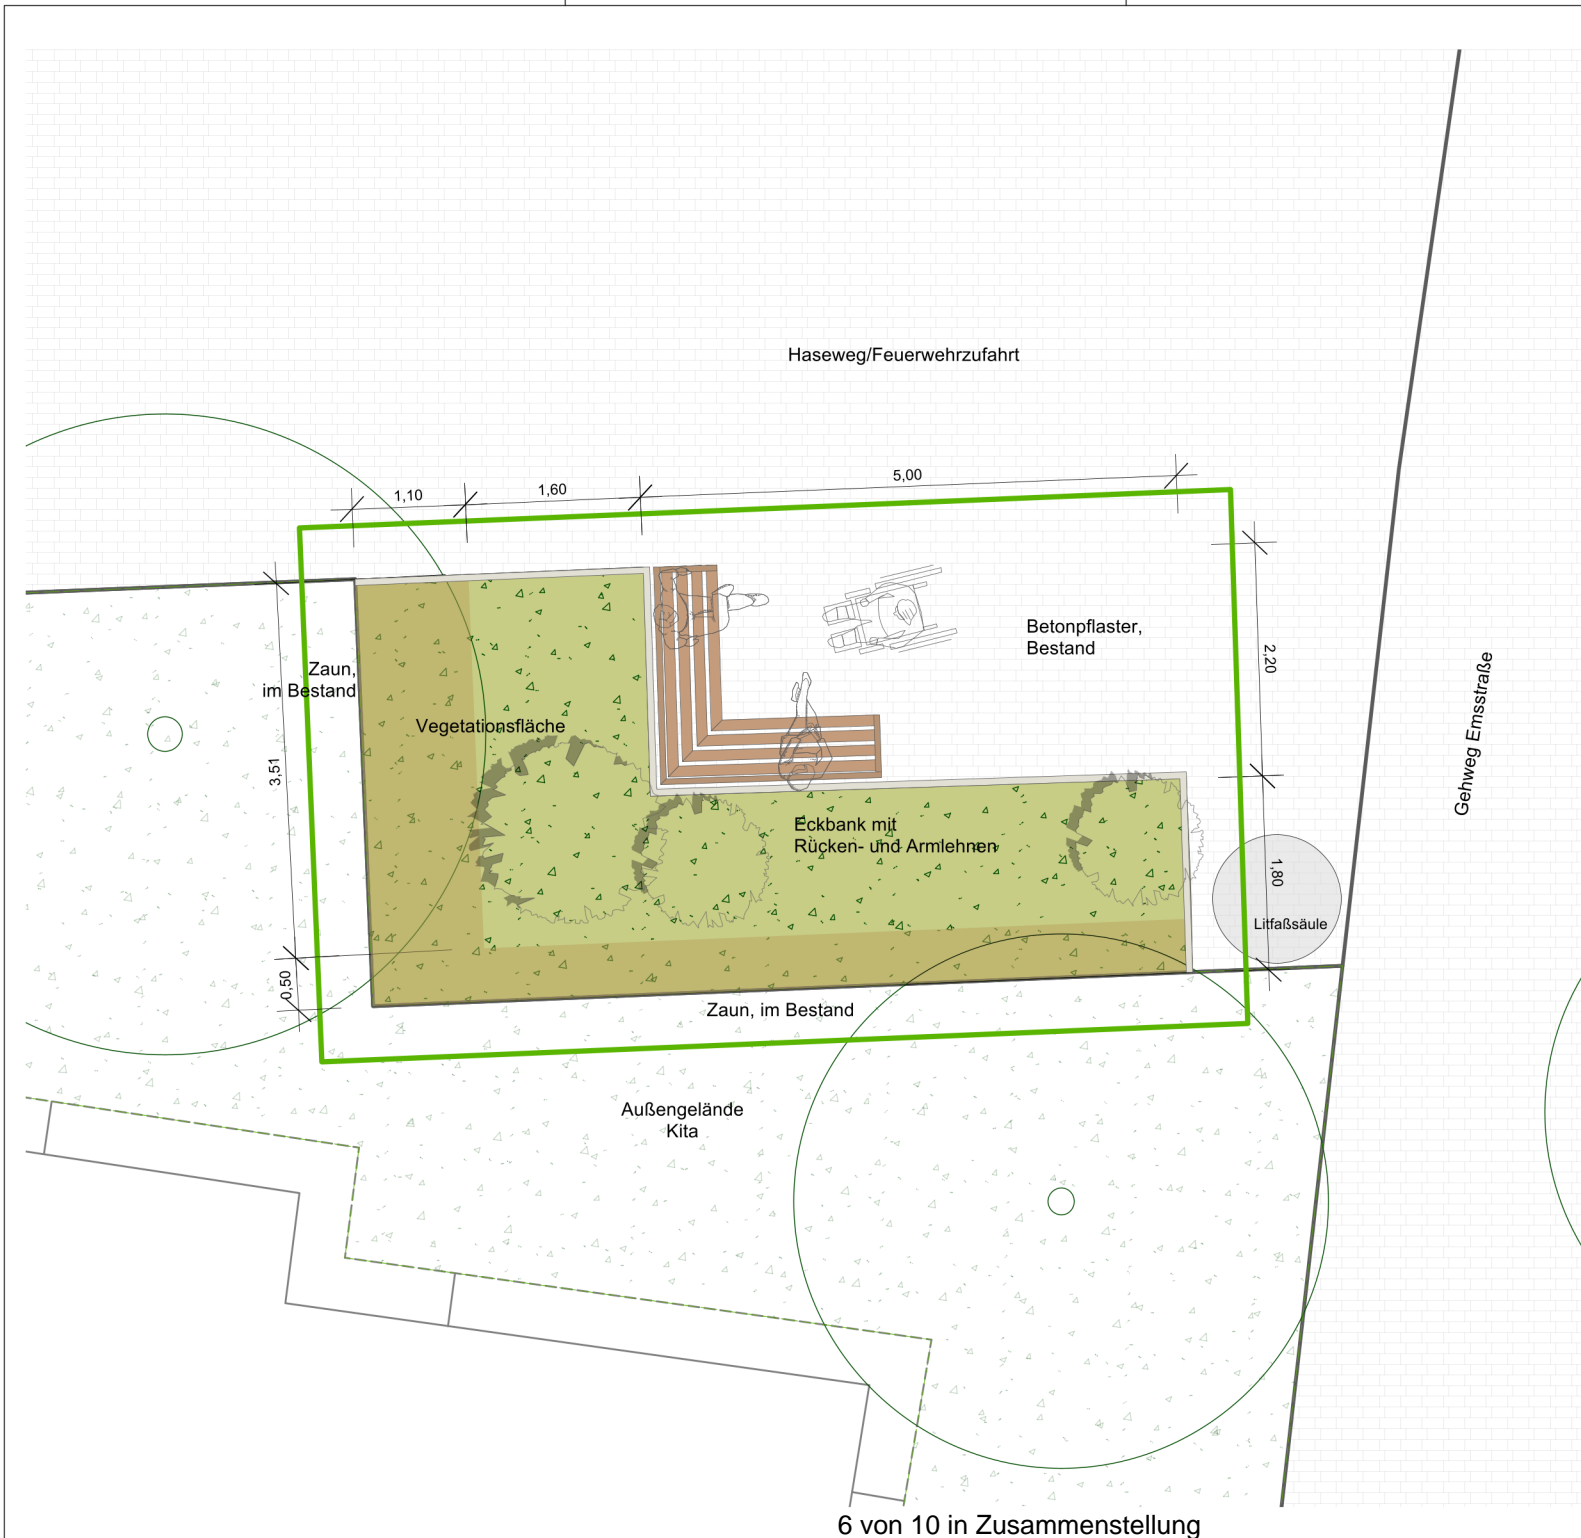 Haseweg/Feuerwehrzufahrt
1,10
1,60
5,00
2,20
Betonpflaster,
Bestand
Zaun,
im Bestand
Vegetationsfläche
Gehweg Emsstraße
3,51
Eckbank mit
Rücken- und Armlehnen
1,80
Litfaßsäule
0,50
Zaun, im Bestand
Außengelände
Kita
6 von 10 in Zusammenstellung